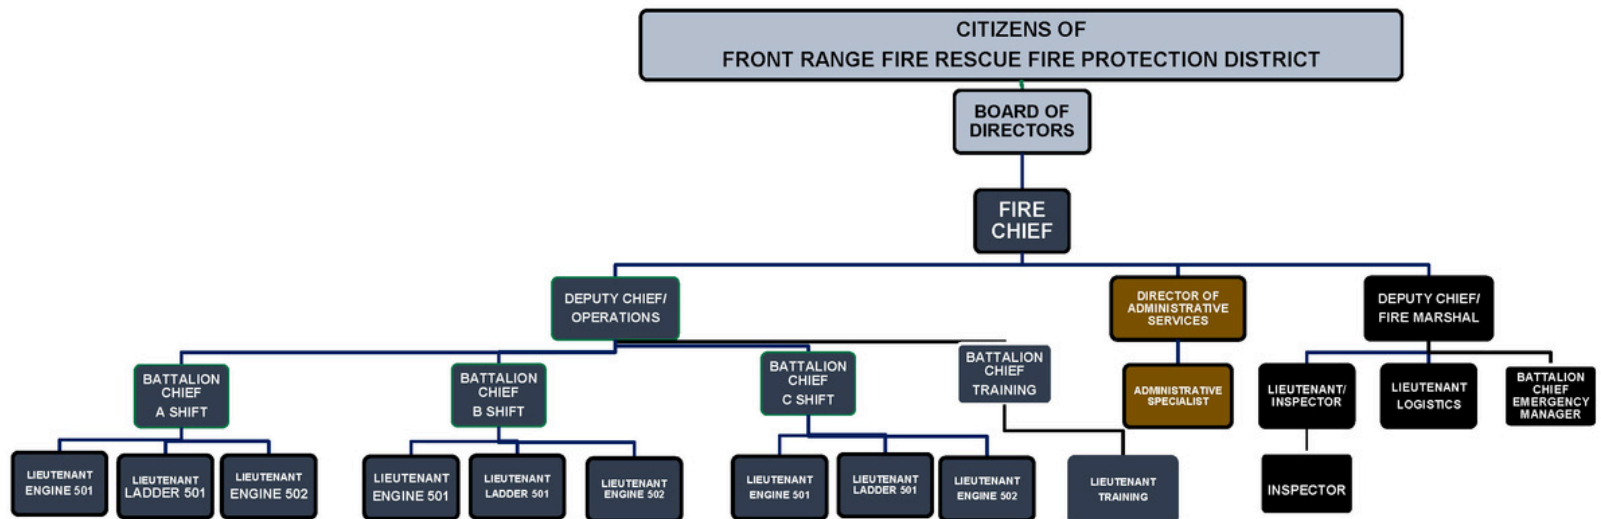 CITIZENS OF
FRONT RANGE FIRE RESCUE FIRE PROTECTION DISTRICT
BOARD OF
DIRECTORS
FIRE
CHIEF
DEPUTY CHIEF/
OPERATIONS
DIRECTOR OF
ADMINISTRATIVE
SERVICES
DEPUTY CHIEF/
FIRE MARSHAL
BATTALION
CHIEF
A SHIFT
BATTALION
CHIEF
B SHIFT
BATTALION
CHIEF
C SHIFT
BATTALION
CHIEF
TRAINING
ADMINISTRATIVE
SPECIALIST
LIEUTENANT/
INSPECTOR
LIEUTENANT
LOGISTICS
BATTALION
CHIEF
EMERGENCY
MANAGER
LIEUTENANT
ENGINE 501
LIEUTENANT
LADDER 501
LIEUTENANT
ENGINE 502
LIEUTENANT
ENGINE 501
LIEUTENANT
LADDER 501
LIEUTENANT
ENGINE 502
LIEUTENANT
ENGINE 501
LIEUTENANT
LADDER 501
LIEUTENANT
ENGINE 502
LIEUTENANT
TRAINING
INSPECTOR